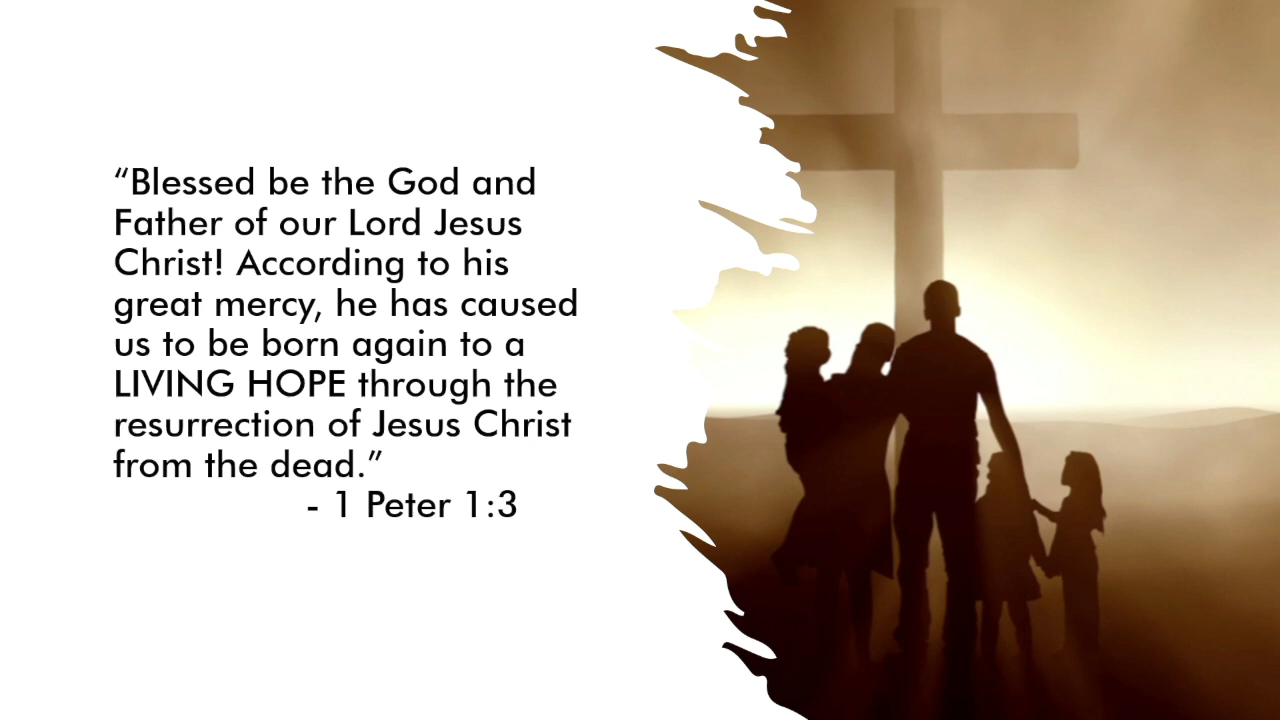 “Blessed be the God and
Father of our Lord Jesus
Christ! According to his
great mercy, he has caused
us to be born again to a
LIVING HOPE through the
resurrection of Jesus Christ
from the dead.”
- 1 Peter 1:3